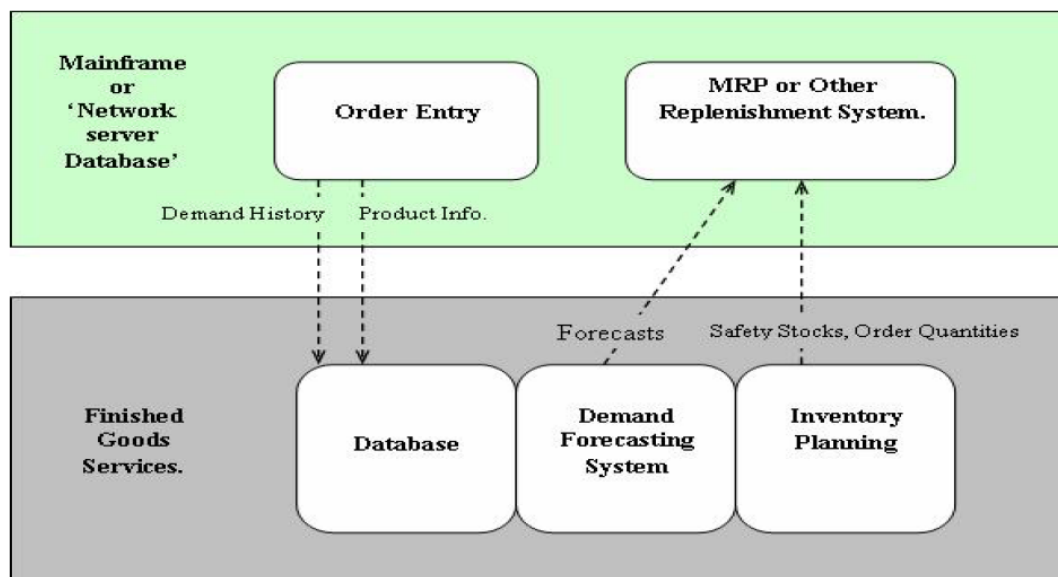 Mainframe
or
‘Network
server
Database’
Order Entry
MRP or Other
Replenishment System.
Demand History
Product Info.
Forecasts
Safety Stocks, Order Quantities
Finished
Goods
Services.
Database
Demand
Forecasting
System
Inventory
Planning